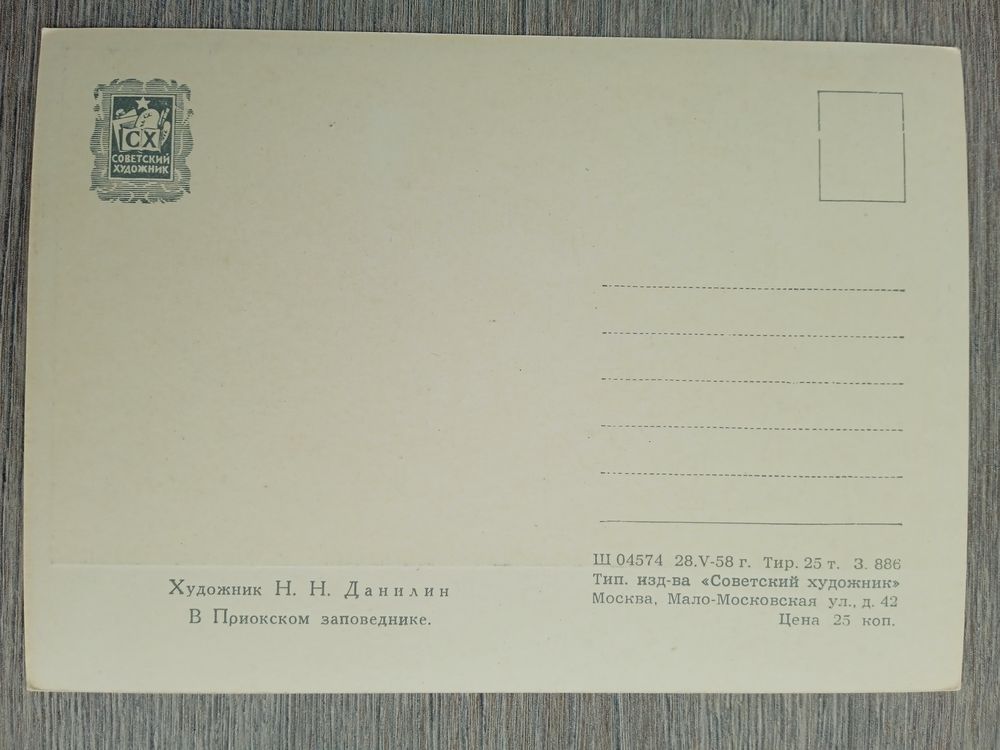 СХ
СОВЕТСКИЙ
ХУДОЖНИК
Художник Н. Н. Данилин
В Приокском заповеднике.
Ш 04574 28.V-58 г. Тир. 25 т. З. 886
Тип. изд-ва «Советский художник»
Москва, Мало-Московская ул., д. 42
Цена 25 коп.